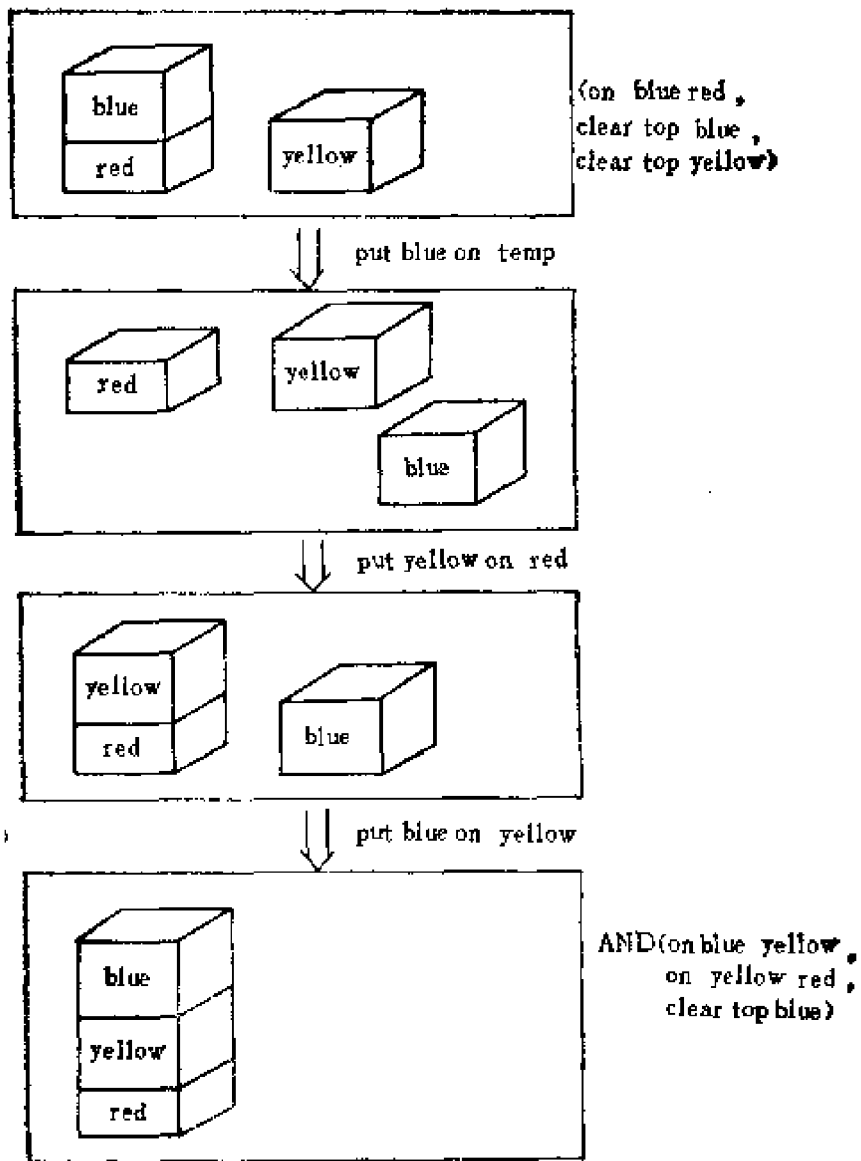 blue
red
yellow
(on blue red,
clear top blue,
clear top yellow)
put blue on temp
red
yellow
blue
put yellow on red
yellow
red
blue
put blue on yellow
blue
yellow
red
AND(on blue yellow,
on yellow red,
clear top blue)